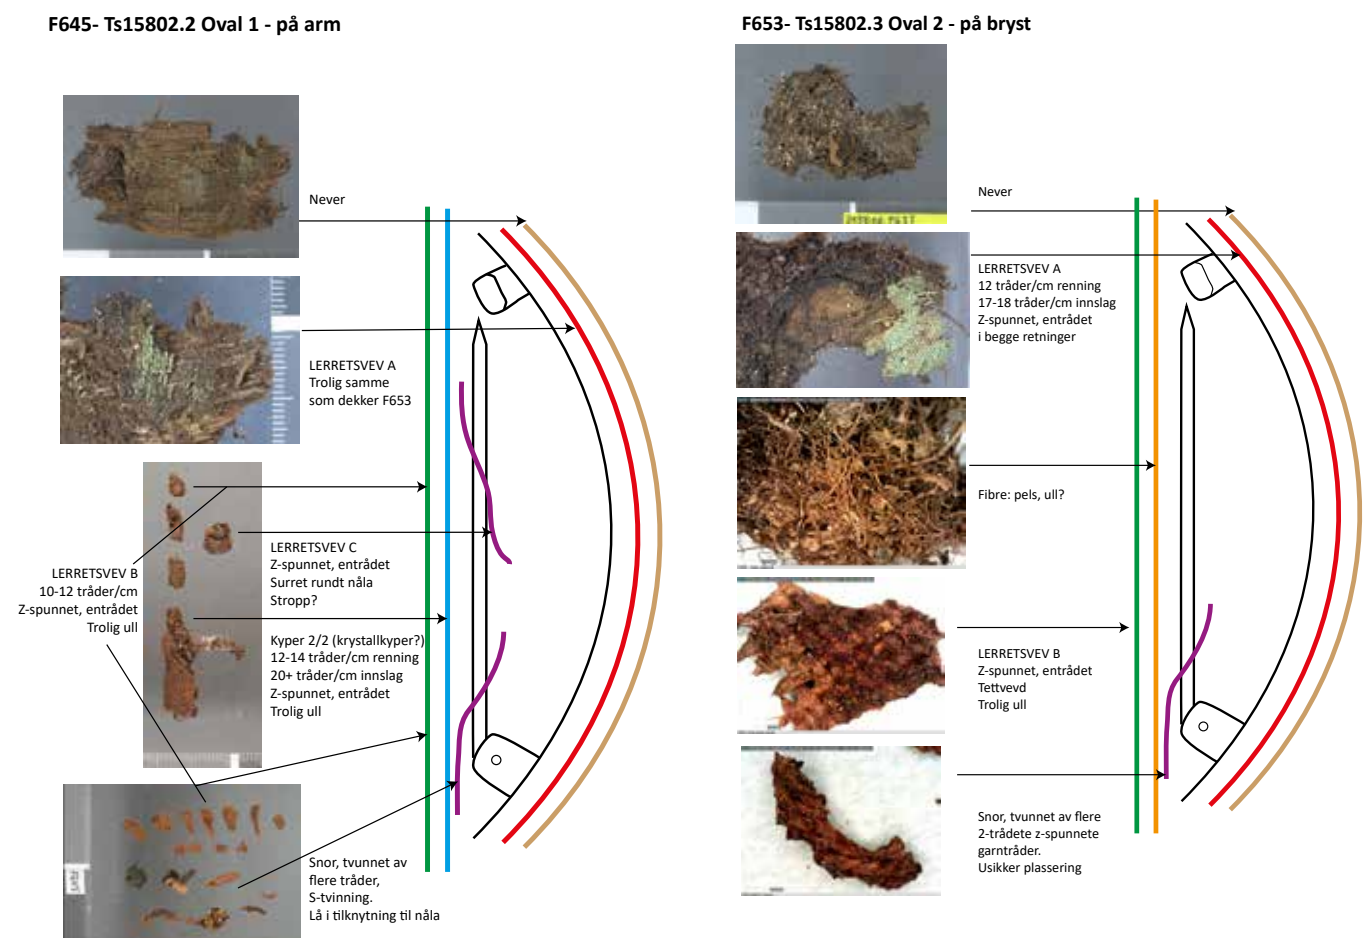 F645- Ts15802.2 Oval 1 - på arm
Never
LERRETSVEV A
Trolig samme
som dekker F653
LERRETSVEV B
10-12 tråder/cm
Z-spunnet, entrådet
Trolig ull
LERRETSVEV C
Z-spunnet, entrådet
Surret rundt nåla
Stropp?
Kyper 2/2 (krystallkyper?)
12-14 tråder/cm renning
20+ tråder/cm innslag
Z-spunnet, entrådet
Trolig ull
Snor, tvunnet av
flere tråder,
S-tvinning.
Lå i tilknytning til nåla
F653- Ts15802.3 Oval 2 - på bryst
Never
LERRETSVEV A
12 tråder/cm renning
17-18 tråder/cm innslag
Z-spunnet, entrådet
i begge retninger
Fibre: pels, ull?
LERRETSVEV B
Z-spunnet, entrådet
Tettvevd
Trolig ull
Snor, tvunnet av flere
2-trådete z-spunnete
garntråder.
Usikker plassering